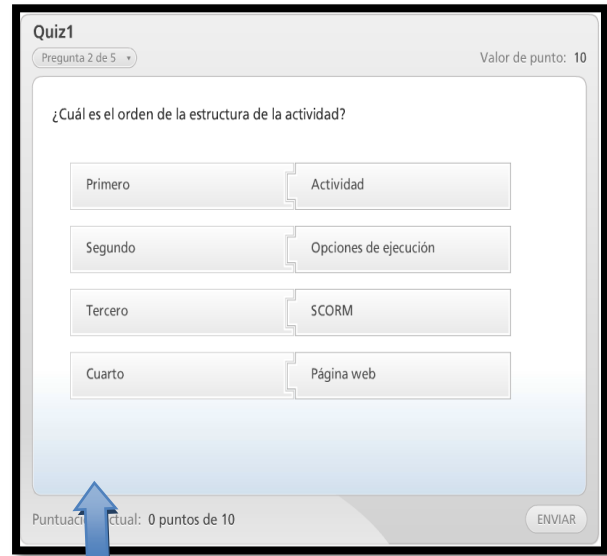 Quiz1
Pregunta 2 de 5
Valor de punto: 10
¿Cuál es el orden de la estructura de la actividad?
Primero Actividad
Segundo Opciones de ejecución
Tercero SCORM
Cuarto Página web
0 puntos de 10
ENVIAR